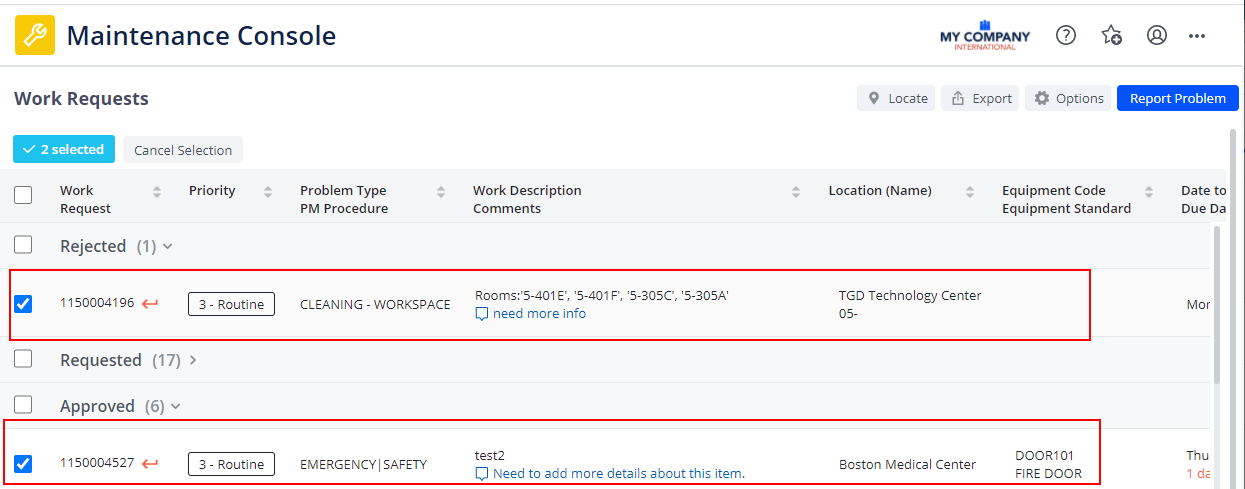 Maintenance Console
MY COMPANY
INTERNATIONAL
Work Requests
Locate
Export
Options
Report Problem
2 selected
Cancel Selection
Work
Request
Priority
Problem Type
PM Procedure
Work Description
Comments
Location (Name)
Equipment Code
Equipment Standard
Date to
Due Da
Rejected (1)
1150004196
3 - Routine
CLEANING - WORKSPACE
Rooms:'5-401E', '5-401F', '5-305C', '5-305A'
need more info
TGD Technology Center
05-
Mor
Requested (17)
Approved (6)
1150004527
3 - Routine
EMERGENCY|SAFETY
test2
Need to add more details about this item.
Boston Medical Center
DOOR101
FIRE DOOR
Thu
1 da